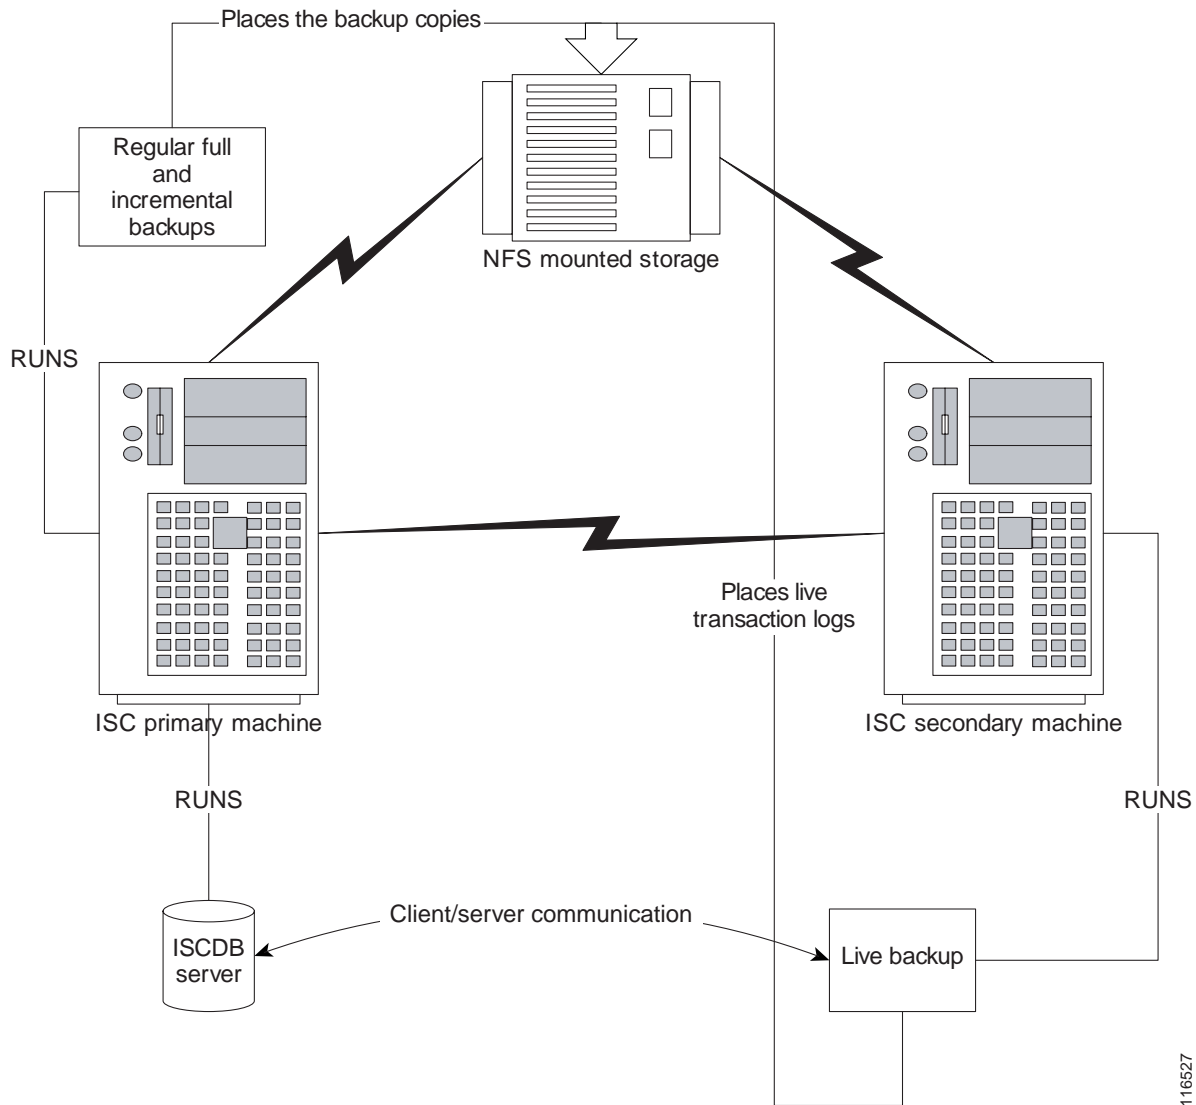 Places the backup copies
Regular full
and
incremental
backups
NFS mounted storage
RUNS
Places live
transaction logs
ISC primary machine
ISC secondary machine
RUNS
RUNS
Client/server communication
ISCDB
server
Live backup
116527